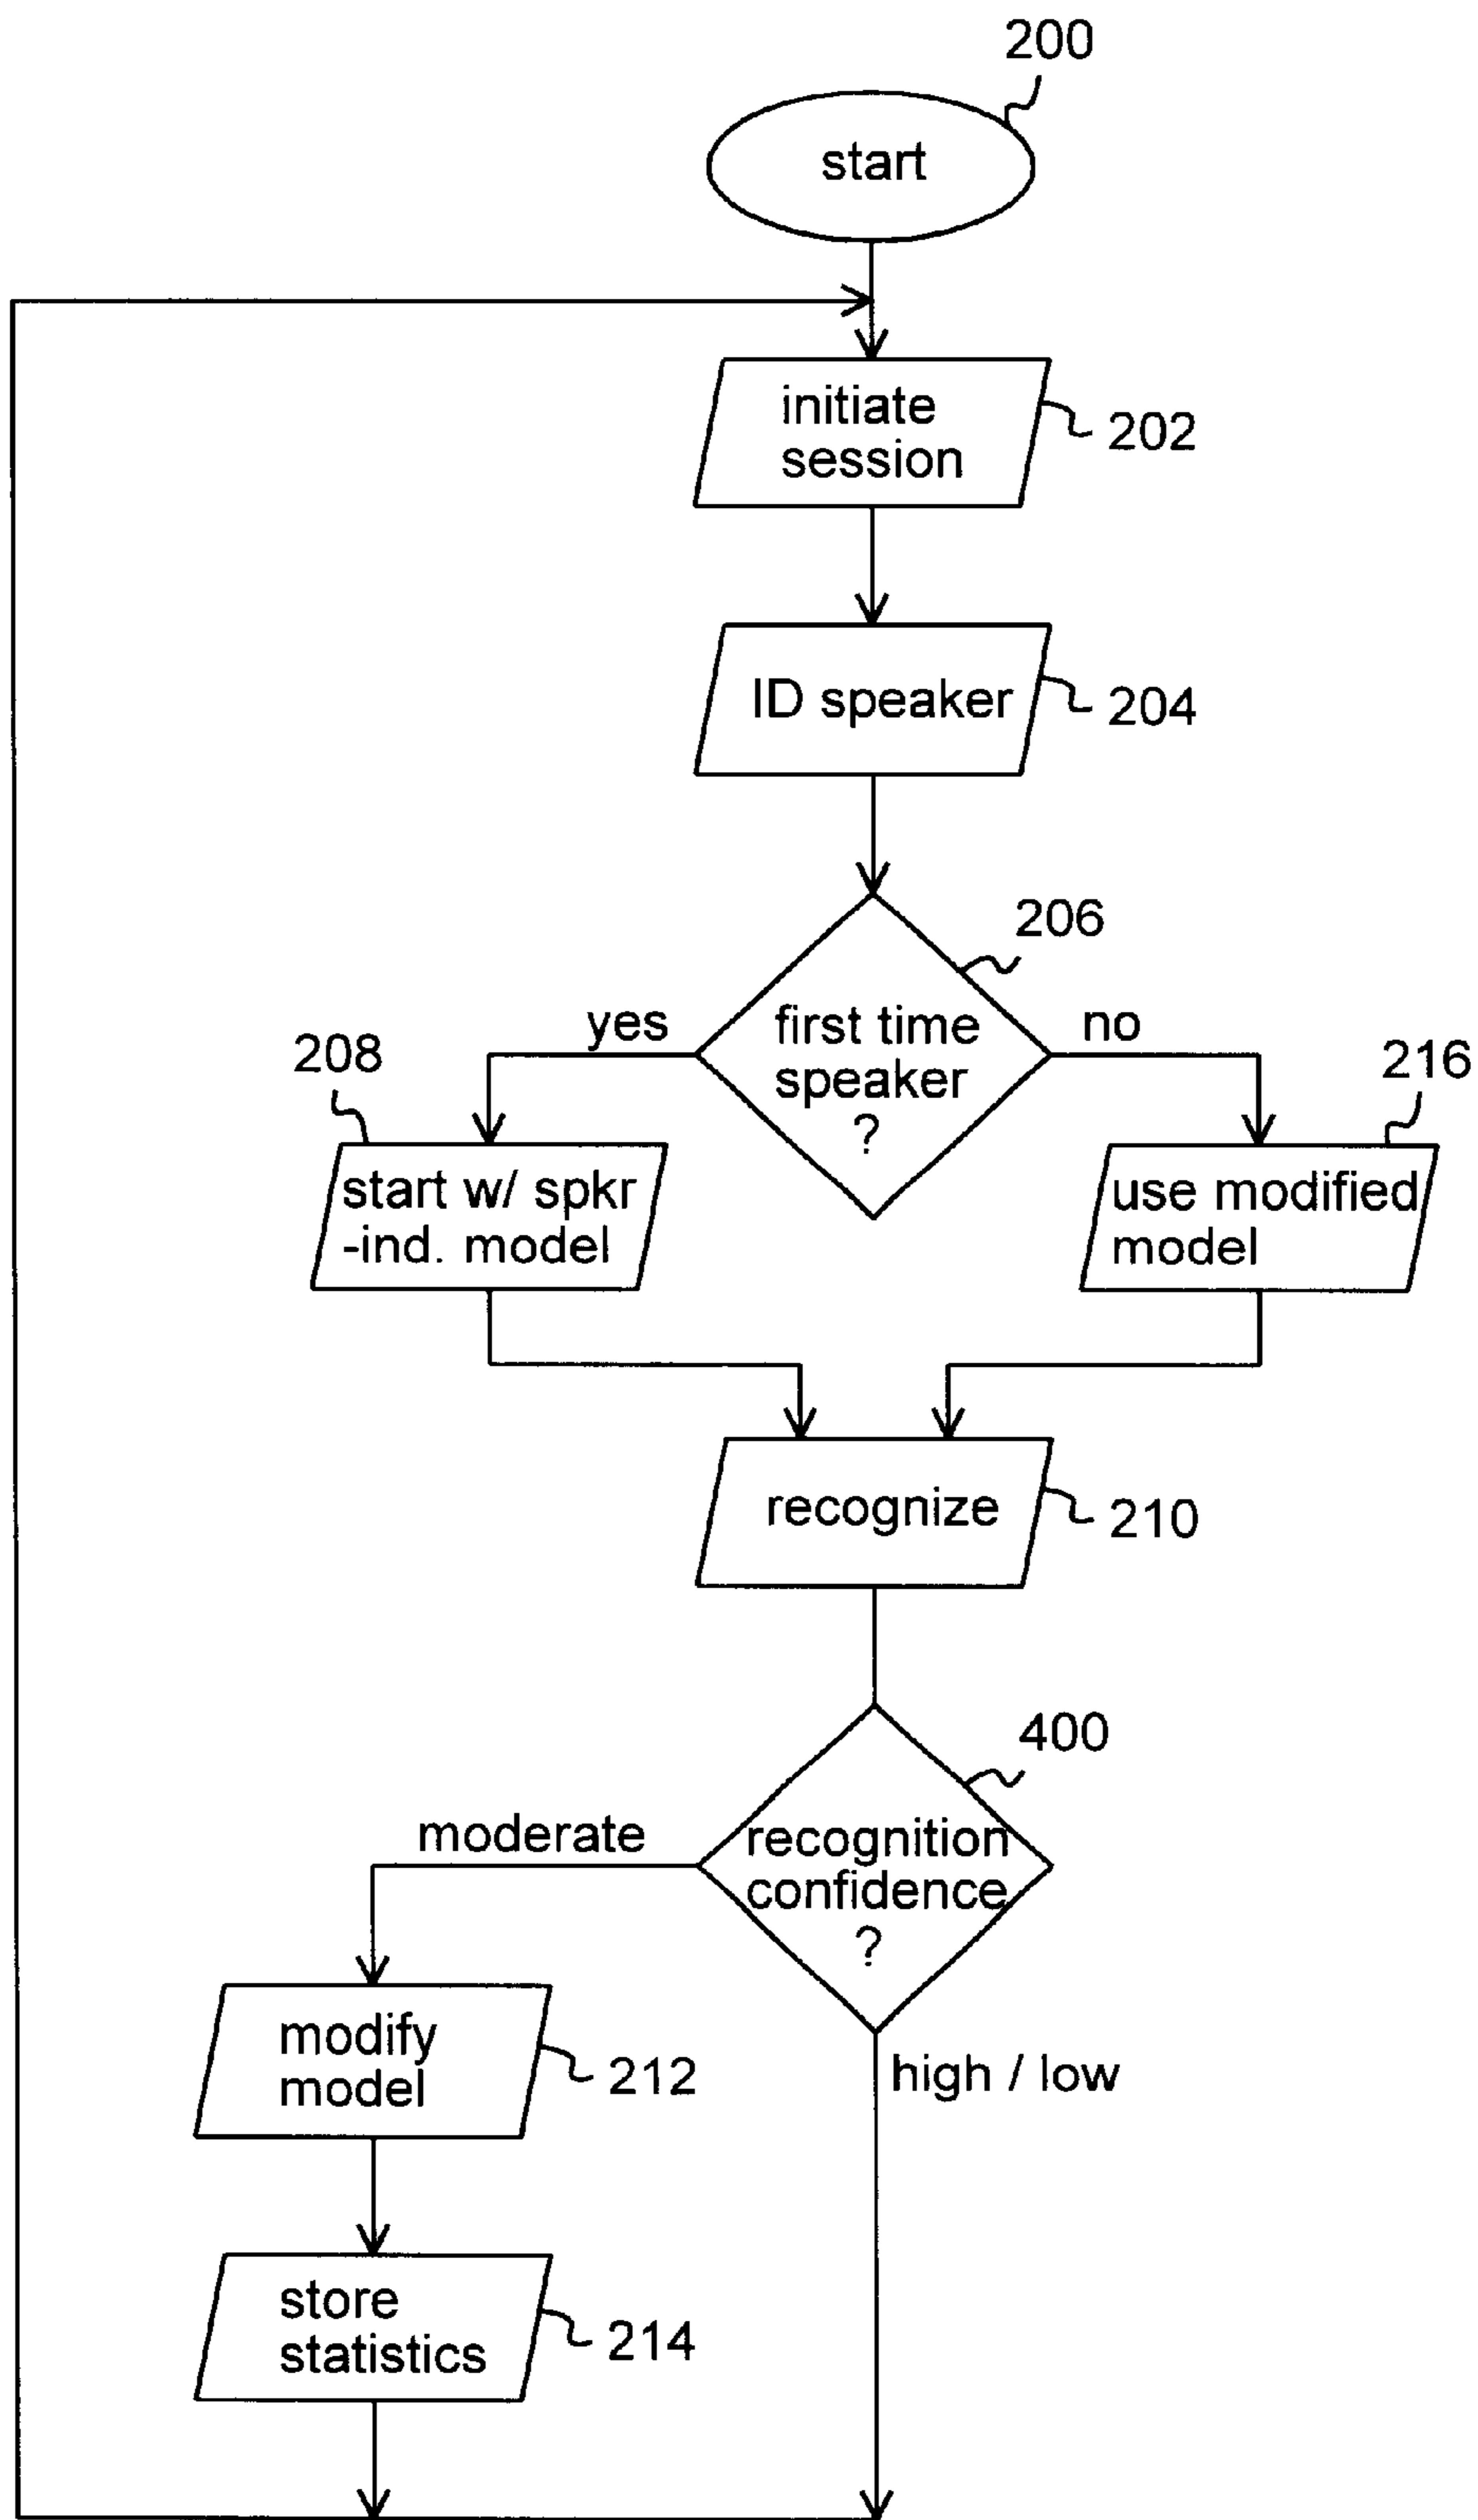 200
start
initiate
session
202
ID speaker
204
206
yes
first time
speaker
?
no
208
216
start w/ spkr
-ind. model
use modified
model
recognize
210
400
moderate
recognition
confidence
?
modify
model
212
high / low
store
statistics
214